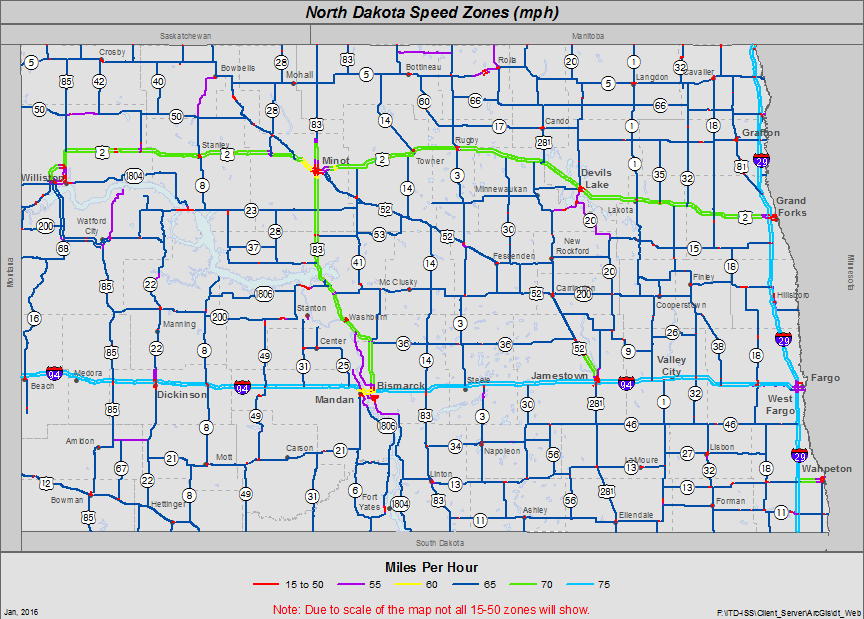 North Dakota Speed Zones (mph)
Saskatchewan
Manitoba
Crosby
Bowbells
Mohall
Bottineau
Rolla
Langdon
Cavalier
5
85
42
40
28
83
5
20
1
32
5
50
50
28
83
14
60
66
17
Cando
66
1
18
Grafton
281
2
Stanley
2
Minot
2
Towner
Rugby
Devils
Lake
1
35
32
81
29
Williston
1804
8
14
3
Minnewaukan
Lakota
Grand
Forks
2
Watford
City
200
68
23
28
37
83
52
53
52
30
20
New
Rockford
15
Fessenden
41
14
20
18
Finley
Montana
Minnesota
85
22
1806
Mc Clusky
52
Carrington
200
Cooperstown
Hillsboro
16
Manning
200
Stanton
Washburn
3
26
29
85
22
8
49
31
Center
25
36
14
36
52
9
Valley
City
38
18
94
Medora
Beach
Dickinson
94
Bismarck
Mandan
Steele
Jamestown
94
Fargo
West
Fargo
85
8
49
1806
83
3
30
281
1
32
46
46
Amidon
21
Mott
Carson
21
34
Napoleon
56
LaMoure
13
27
Lisbon
32
18
29
Wahpeton
67
12
Bowman
22
8
49
31
6
Fort
Yates
1804
Linton
13
83
56
281
13
Forman
11
85
Hettinger
11
Ashley
Ellendale
South Dakota
Miles Per Hour
15 to 50 55 60 65 70 75
Note: Due to scale of the map not all 15-50 zones will show.
Jan, 2016
F:\ITD-ISS\Client_Server\ArcGis\dt_Web